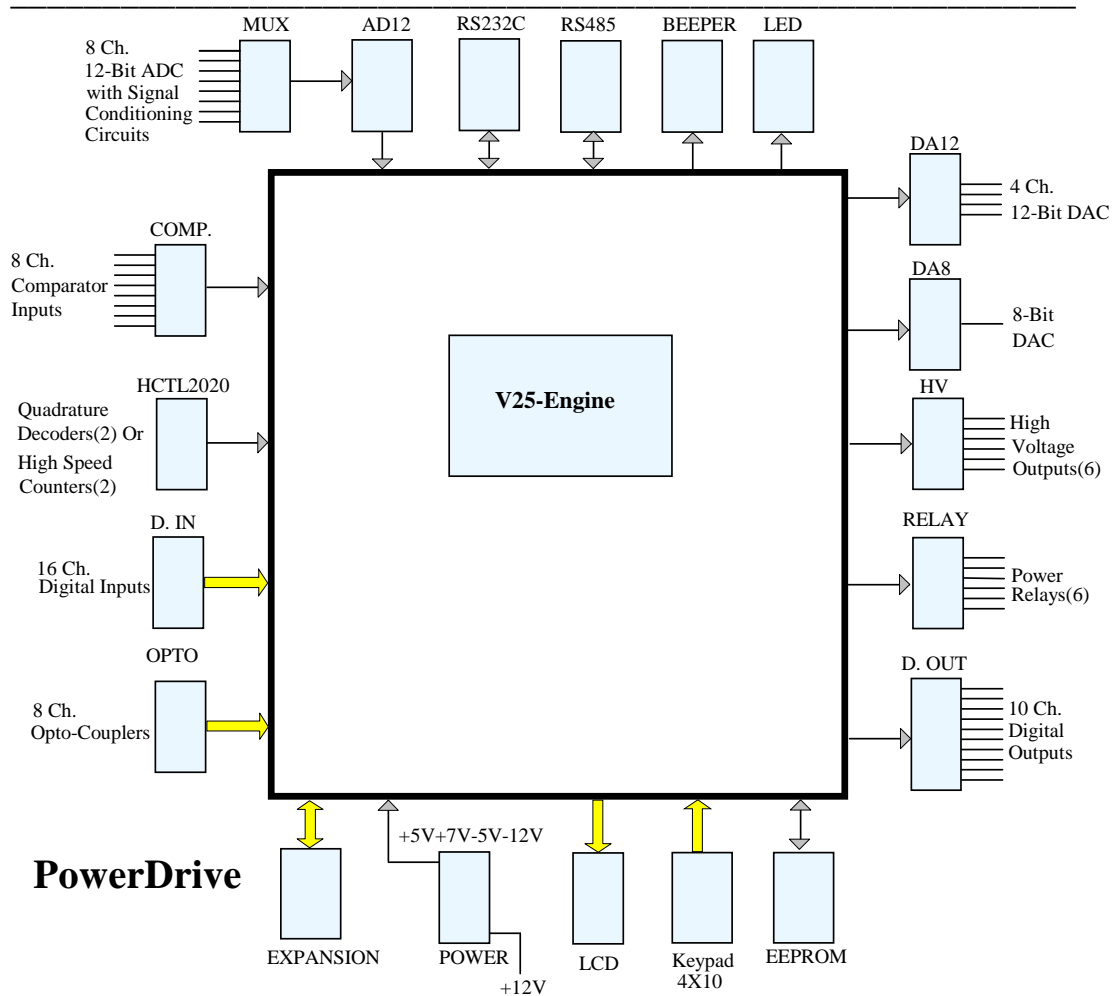 MUX
AD12
RS232C
RS485
BEEPER
LED
8 Ch.
12-Bit ADC
with Signal
Conditioning
Circuits
DA12
4 Ch.
12-Bit DAC
COMP.
8 Ch.
Comparator
Inputs
DA8
8-Bit
DAC
HCTL2020
Quadrature
Decoders(2) Or
High Speed
Counters(2)
V25-Engine
HV
High
Voltage
Outputs(6)
D. IN
16 Ch.
Digital Inputs
RELAY
Power
Relays(6)
OPTO
8 Ch.
Opto-Couplers
D. OUT
10 Ch.
Digital
Outputs
+5V+7V-5V-12V
PowerDrive
EXPANSION
POWER
+12V
LCD
Keypad
4X10
EEPROM